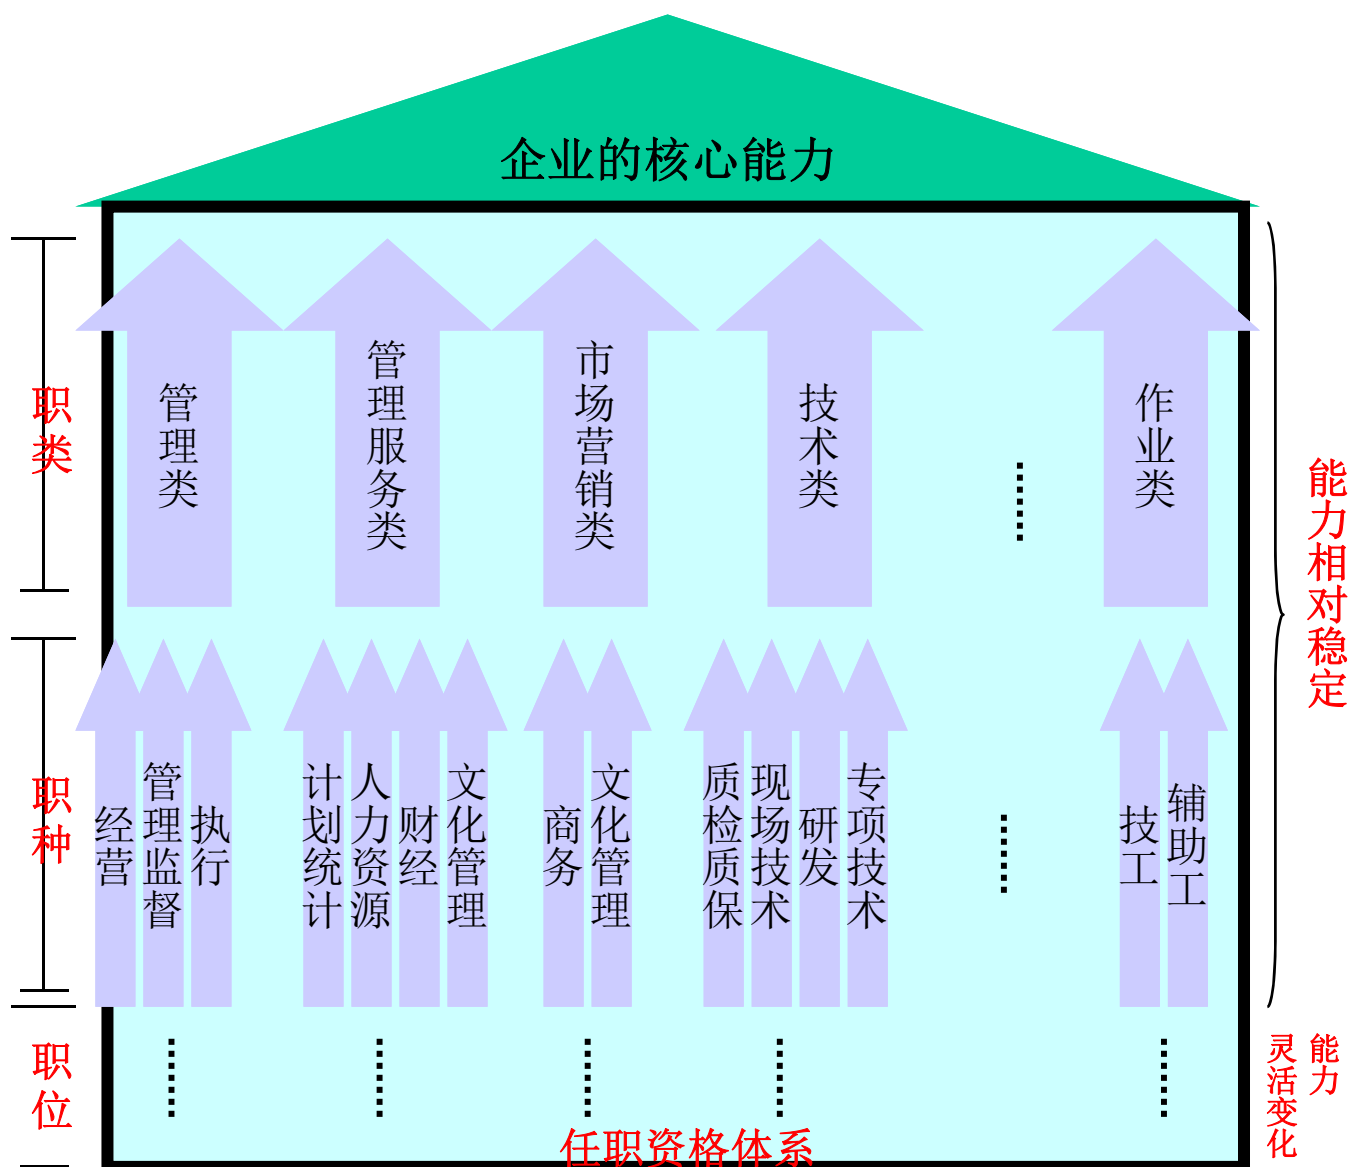 企业的核心能力
职类
管理类
管理服务类
市场营销类
技术类
作业类
能力相对稳定
职种
经营
管理监督
执行
计划统计
人力资源
财经
文化管理
商务
文化管理
质检质保
现场技术
研发
专项技术
技工
辅助工
职位
能力
灵活变化
任职资格体系